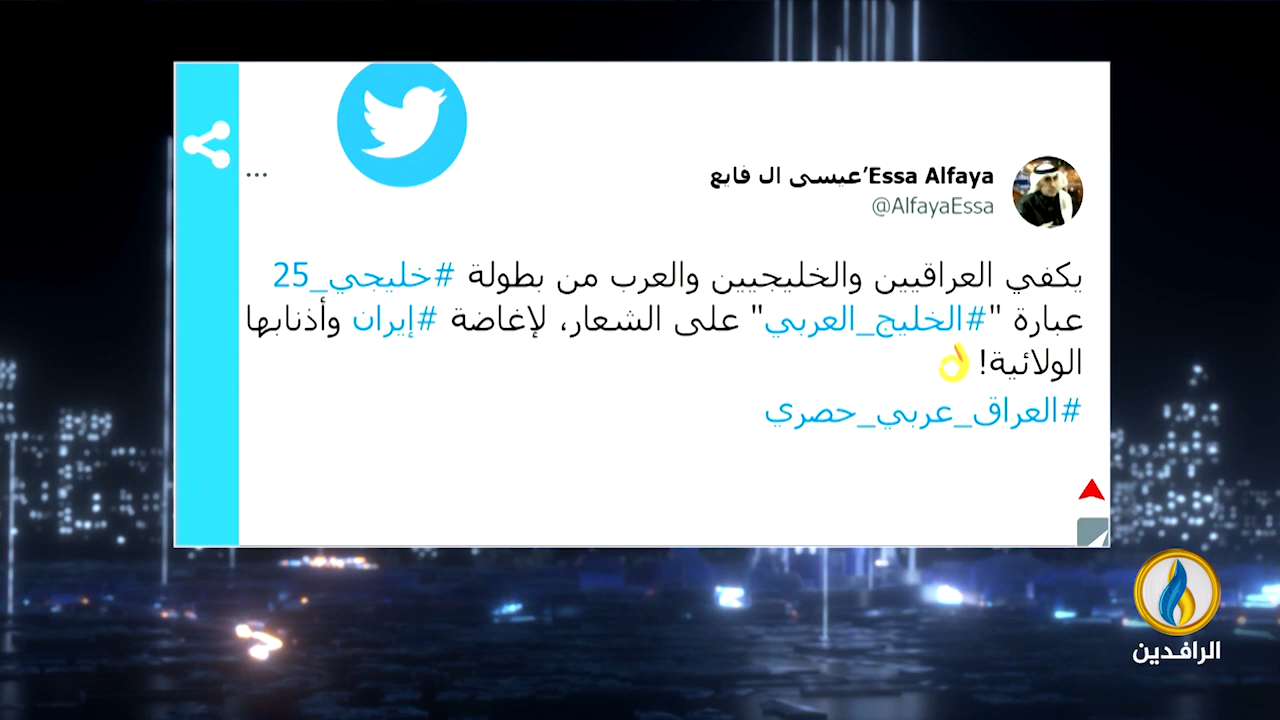 عيسى ال فايع’Essa Alfaya
@AlfayaEssa
يكفي العراقيين والخليجيين والعرب من بطولة #خليجي_25
عبارة "#الخليج_العربي" على الشعار، لإغاضة #إيران وأذنابها
الولائية!👌
#العراق_عربي_حصري
الرافدين